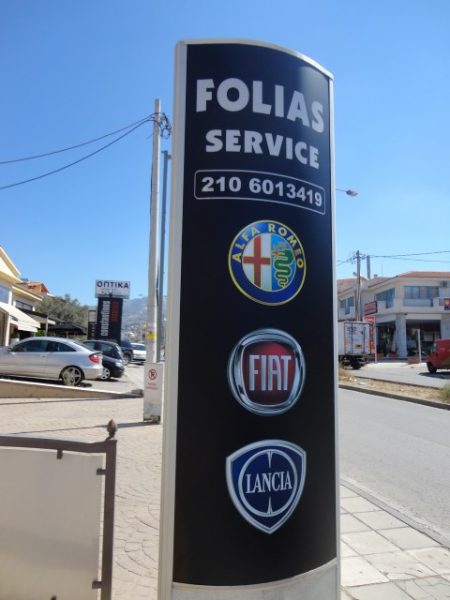 FOLIAS
SERVICE
210 6013419
ALFA ROMEO
FIAT
LANCIA
ΟΠΤΙΚΑ